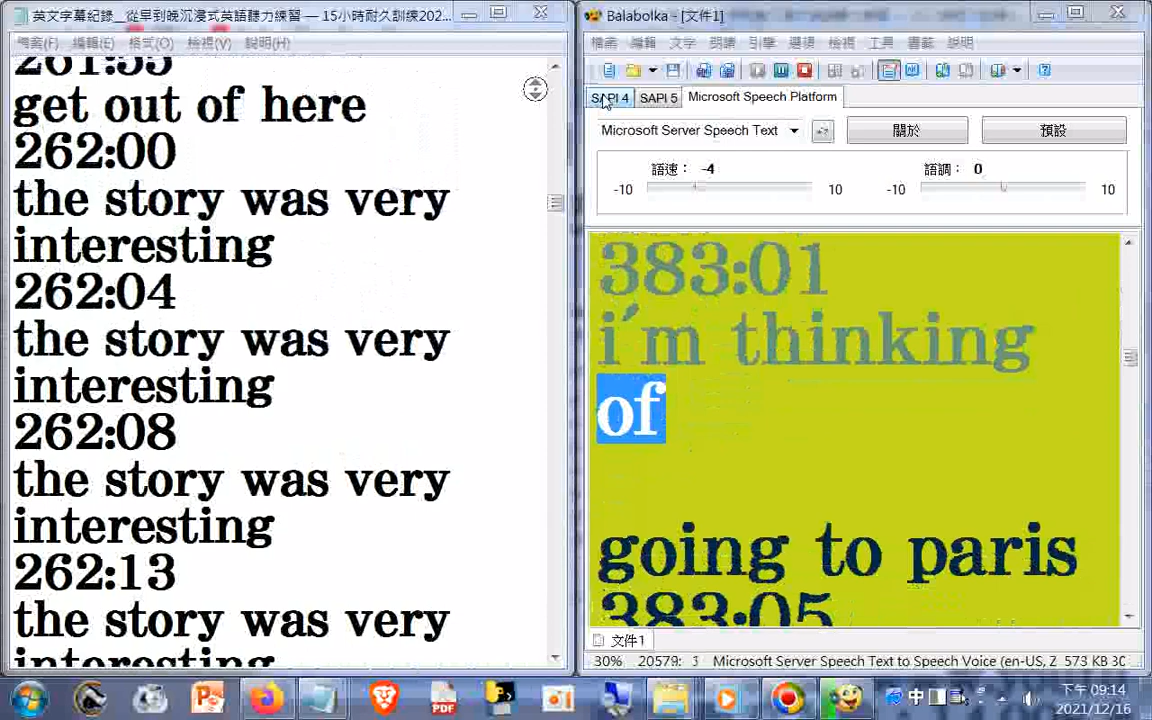 英文字幕紀錄__從早到晚沉浸式英語聽力練習 — 15小時耐久訓練202...
檔案(F) 編輯(E) 格式(O) 檢視(V) 說明(H)
261:55
get out of here
262:00
the story was very
interesting
262:04
the story was very
interesting
262:08
the story was very
interesting
262:13
the story was very
interesting
Balabolka - [文件1]
檔案 編輯 文字 朗讀 引擎 選項 檢視 工具 書籤 說明
SAPI 4 SAPI 5 Microsoft Speech Platform
Microsoft Server Speech Text
關於
預設
語速： -4
-10 10
語調： 0
-10 10
383:01
i´m thinking
of
going to paris
383:05
文件1
30% 20579: Microsoft Server Speech Text to Speech Voice (en-US, Z 573 KB
中
下午 09:14
2021/12/16